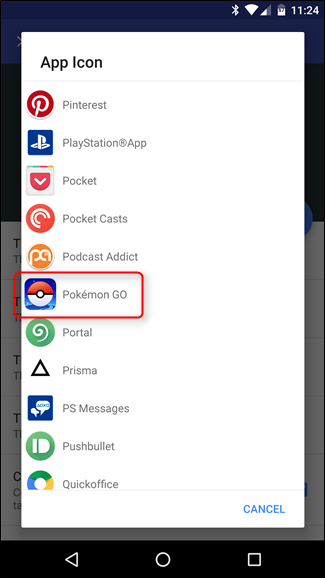 11:24
App Icon
Pinterest
PlayStation®App
Pocket
Pocket Casts
Podcast Addict
Pokémon GO
Portal
Prisma
PS Messages
Pushbullet
Quickoffice
CANCEL